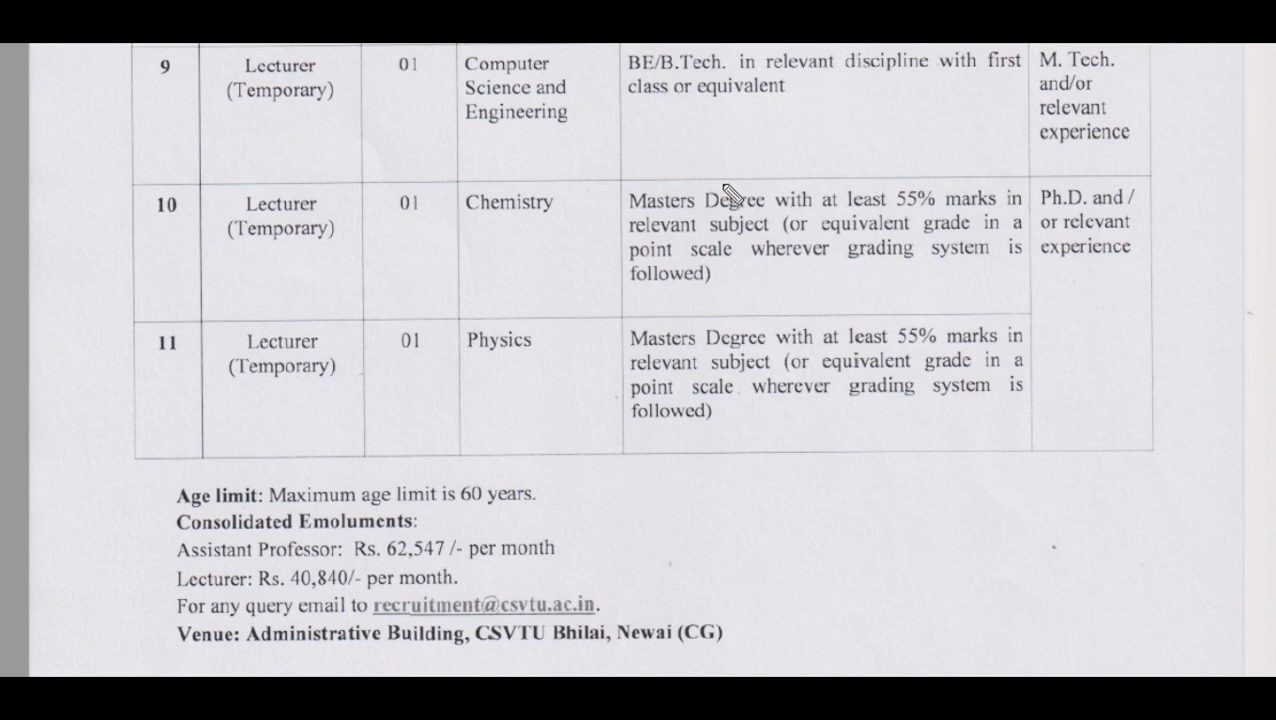 9 Lecturer 01 Computer BE/B.Tech. in relevant discipline with first M. Tech.
(Temporary) Science and class or equivalent and/or
Engineering relevant
experience
10 Lecturer 01 Chemistry Masters Degree with at least 55% marks in Ph.D. and /
(Temporary) relevant subject (or equivalent grade in a or relevant
point scale wherever grading system is experience
followed)
11 Lecturer 01 Physics Masters Degree with at least 55% marks in
(Temporary) relevant subject (or equivalent grade in a
point scale wherever grading system is
followed)
Age limit: Maximum age limit is 60 years.
Consolidated Emoluments:
Assistant Professor: Rs. 62,547 /- per month
Lecturer: Rs. 40,840/- per month.
For any query email to recruitment@csvtu.ac.in.
Venue: Administrative Building, CSVTU Bhilai, Newai (CG)